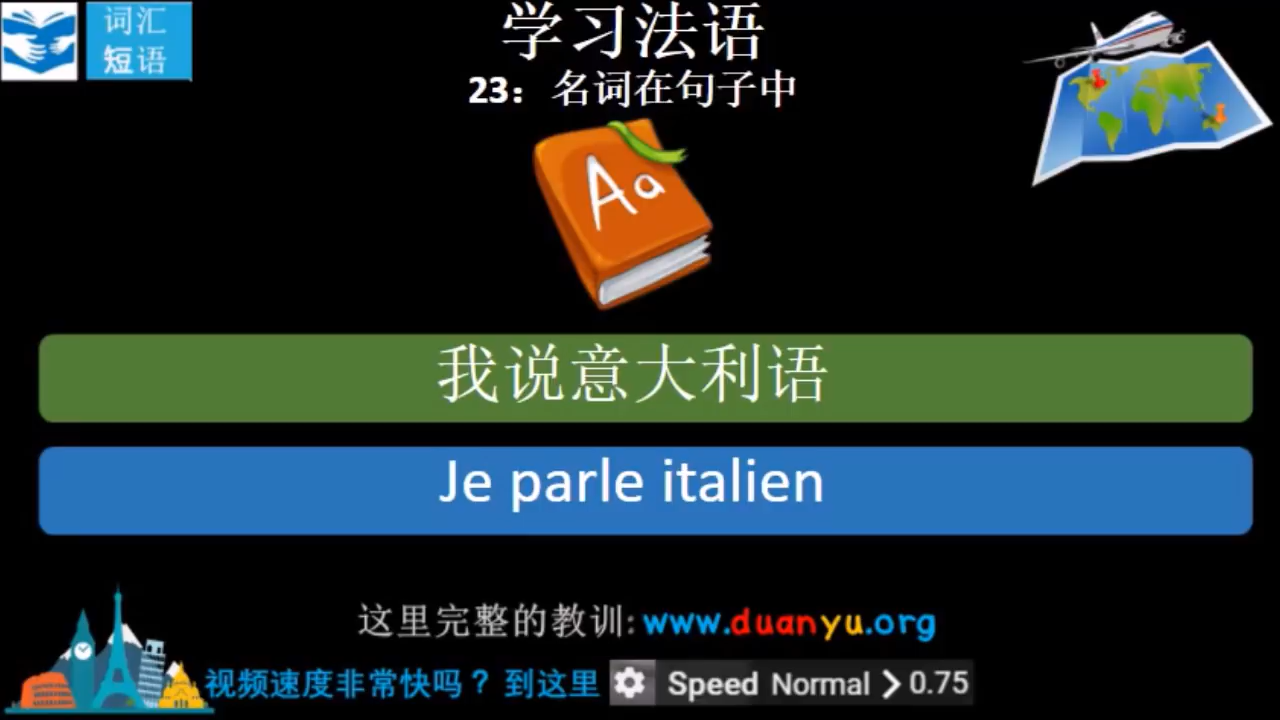 词汇
短语
学习法语
23：名词在句子中
Aa
我说意大利语
Je parle italien
这里完整的教训: www.duanyu.org
视频速度非常快吗？ 到这里 Speed Normal > 0.75